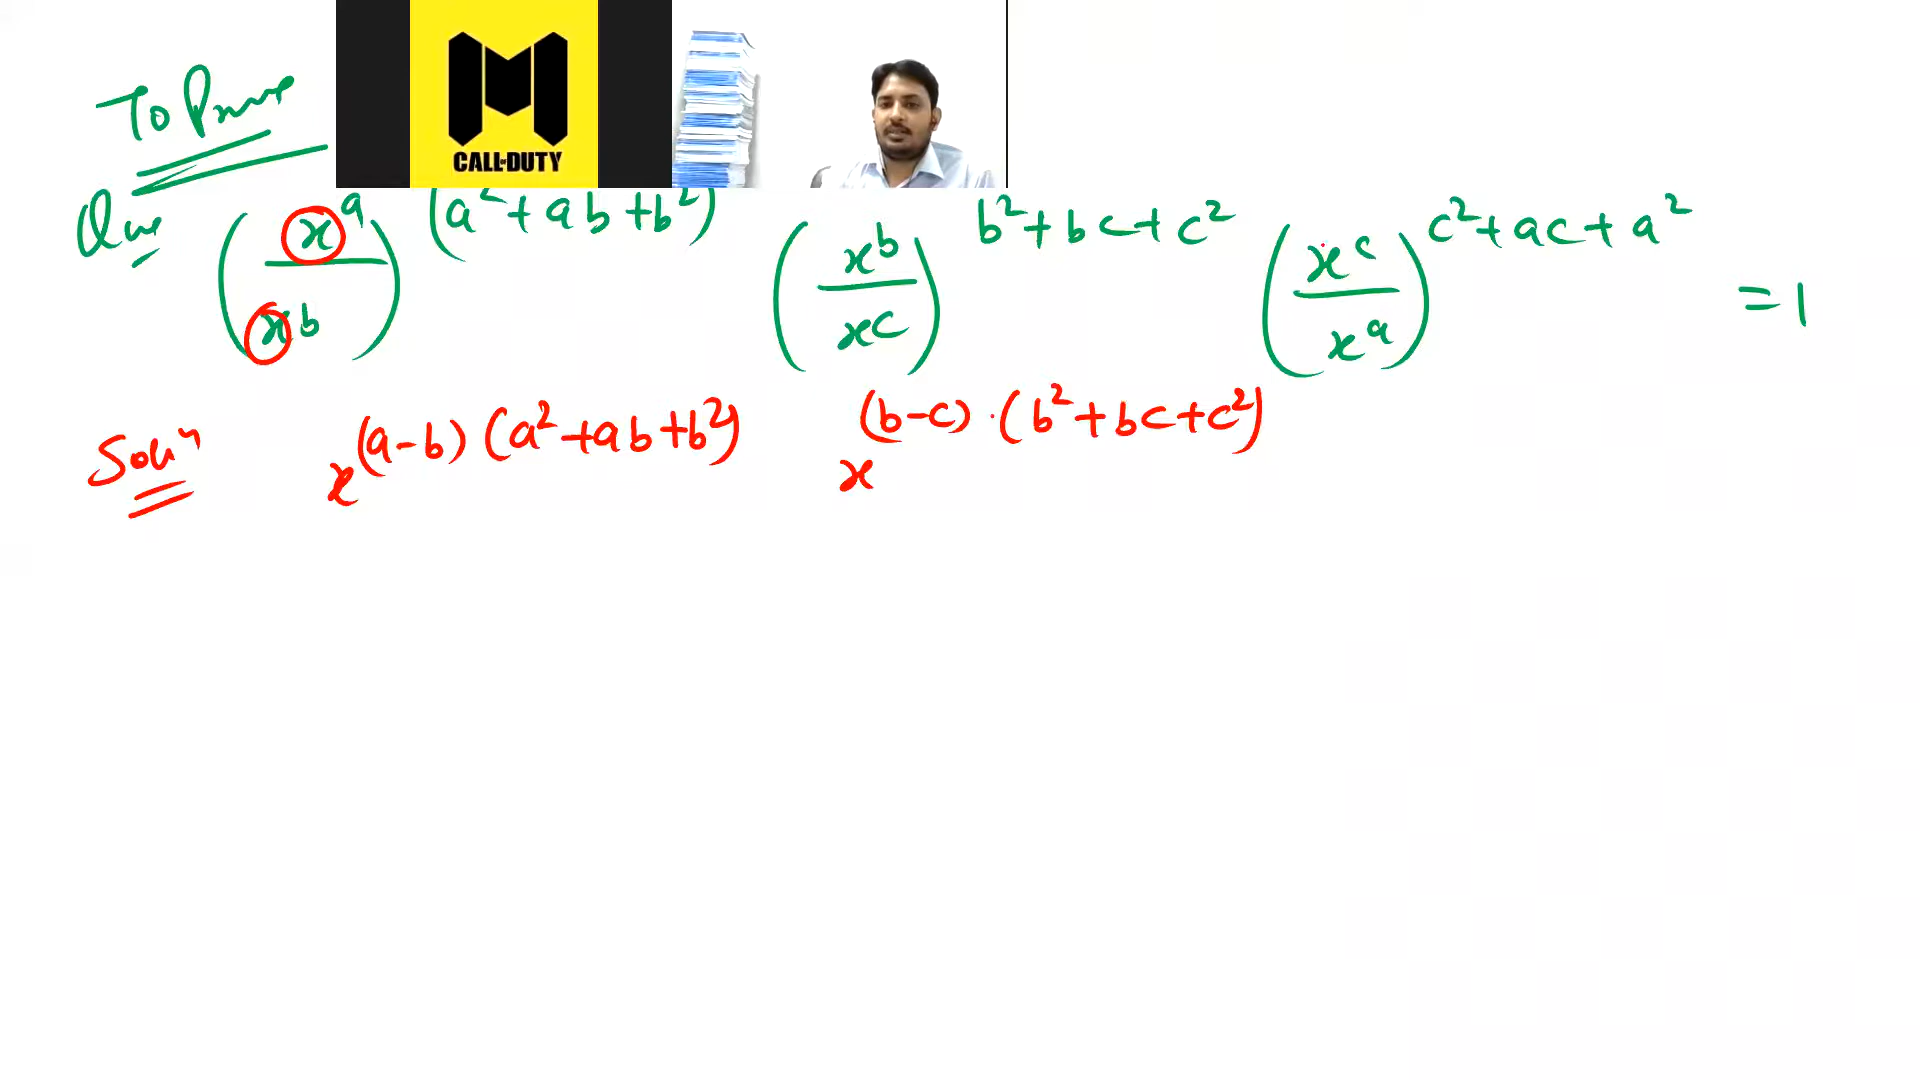 To Prove
CALL OF DUTY
Que (x^a / x^b)^(a² + ab + b²) (x^b / x^c)^b² + bc + c² (x^c / x^a)^c² + ac + a² = 1
Solⁿ x^(a-b) (a² + ab + b²) x^(b-c) · (b² + bc + c²)